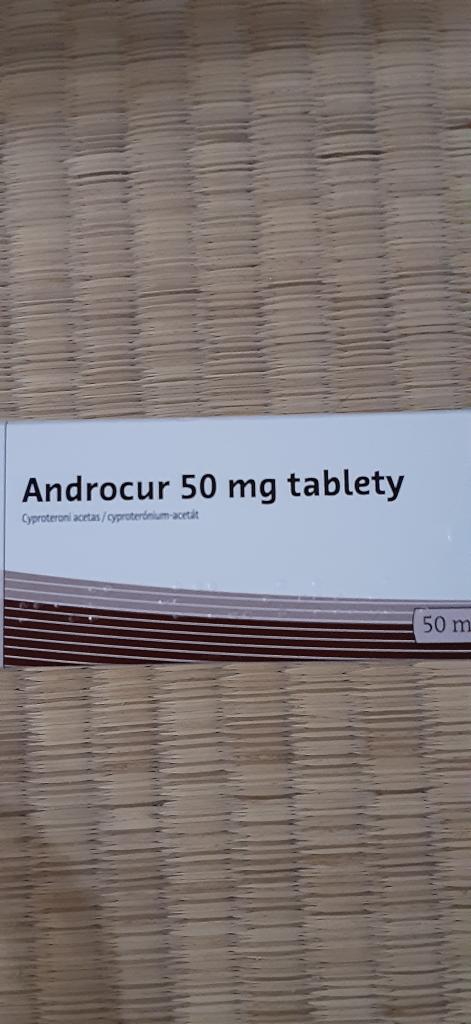 Androcur 50 mg tablety
Cyproteroni acetas / cyproterónium-acetát
50 m